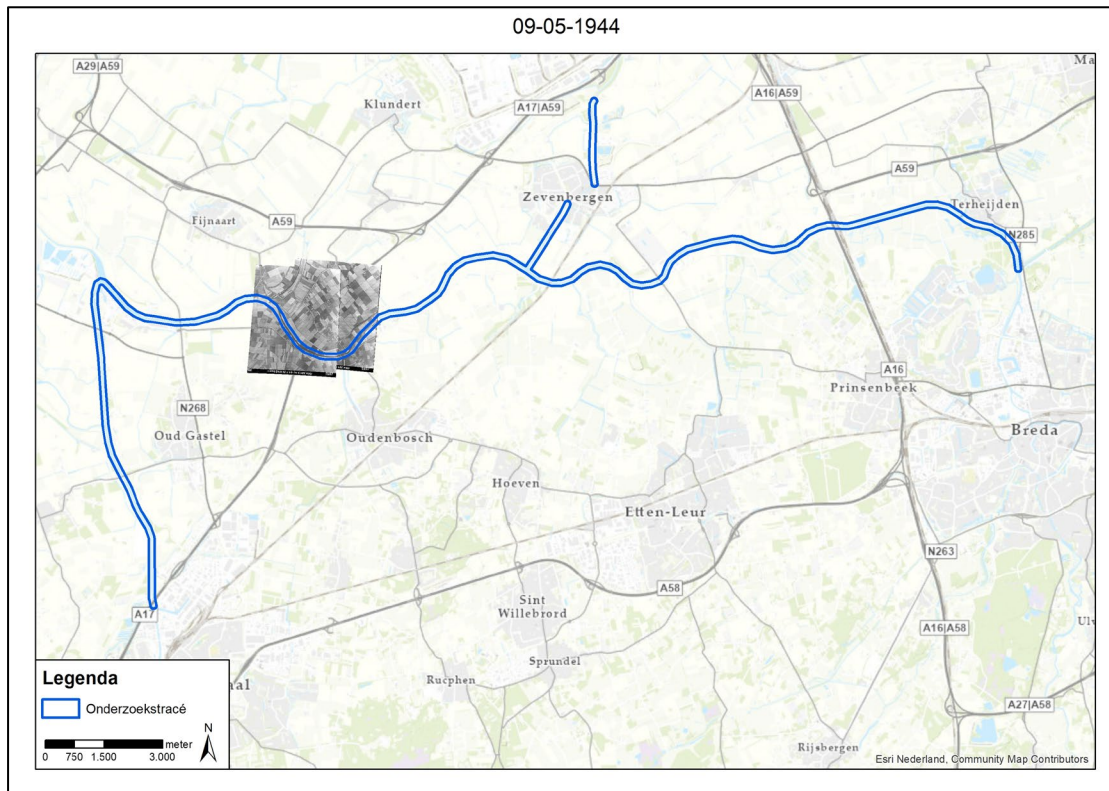 09-05-1944
A29|A59
Klundert
A17|A59
A16|A59
Ma
Zevenbergen
A59
Terheijden
Fijnaart
A59
N285
A16
Prinsenbeek
N268
Oud Gastel
Oudenbosch
Breda
Hoeven
Etten-Leur
N263
A58
Sint
Willebrord
A17
A16|A58
Ulv
Sprundel
Rucphen
aal
A27|A58
Rijsbergen
Legenda
Onderzoekstracé
N
meter
0 750 1.500 3.000
Esri Nederland, Community Map Contributors